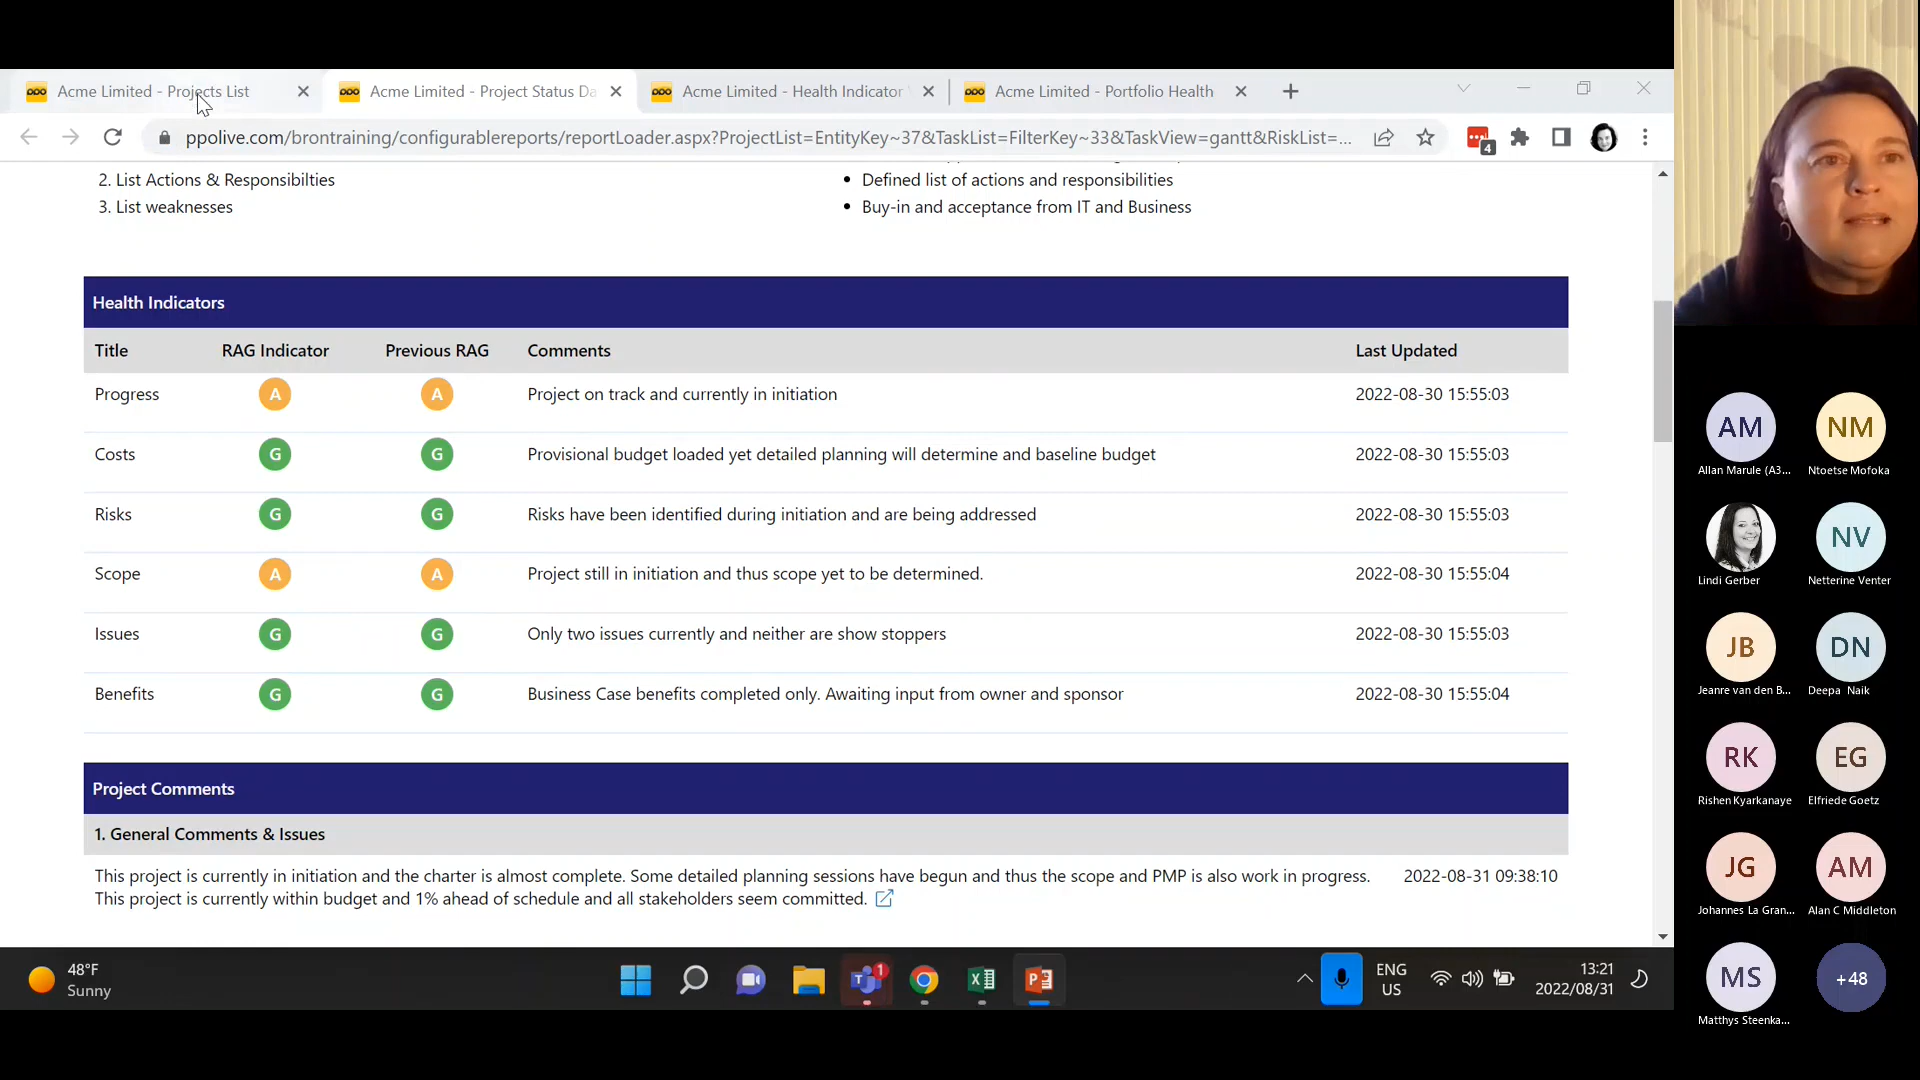 Acme Limited - Projects List
Acme Limited - Project Status Da
Acme Limited - Health Indicator
Acme Limited - Portfolio Health
ppolive.com/brontraining/configurablereports/reportLoader.aspx?ProjectList=EntityKey~37&TaskList=FilterKey~33&TaskView=gantt&RiskList=...
4
2. List Actions & Responsibilties
• Defined list of actions and responsibilities
3. List weaknesses
• Buy-in and acceptance from IT and Business
Health Indicators
Title RAG Indicator Previous RAG Comments Last Updated
Progress A A Project on track and currently in initiation 2022-08-30 15:55:03
Costs G G Provisional budget loaded yet detailed planning will determine and baseline budget 2022-08-30 15:55:03
Risks G G Risks have been identified during initiation and are being addressed 2022-08-30 15:55:03
Scope A A Project still in initiation and thus scope yet to be determined. 2022-08-30 15:55:04
Issues G G Only two issues currently and neither are show stoppers 2022-08-30 15:55:03
Benefits G G Business Case benefits completed only. Awaiting input from owner and sponsor 2022-08-30 15:55:04
Project Comments
1. General Comments & Issues
This project is currently in initiation and the charter is almost complete. Some detailed planning sessions have begun and thus the scope and PMP is also work in progress. 2022-08-31 09:38:10
This project is currently within budget and 1% ahead of schedule and all stakeholders seem committed.
48°F
Sunny
1
ENG
US
13:21
2022/08/31
AM NM
Allan Marule (A3... Ntoetse Mofoka
NV
Lindi Gerber Netterine Venter
JB DN
Jeanre van den B... Deepa Naik
RK EG
Rishen Kyarkanaye Elfriede Goetz
JG AM
Johannes La Gran... Alan C Middleton
MS +48
Matthys Steenka...